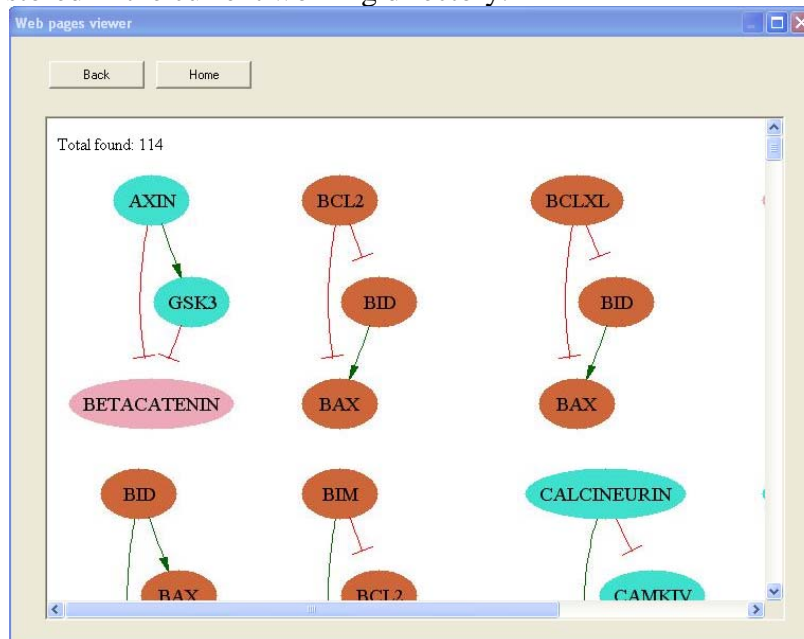 Web pages viewer
Back Home
Total found: 114
AXIN BCL2 BCLXL
GSK3 BID BID
BETACATENIN BAX BAX
BID BIM CALCINEURIN
BAX BCL2 CAMKIV